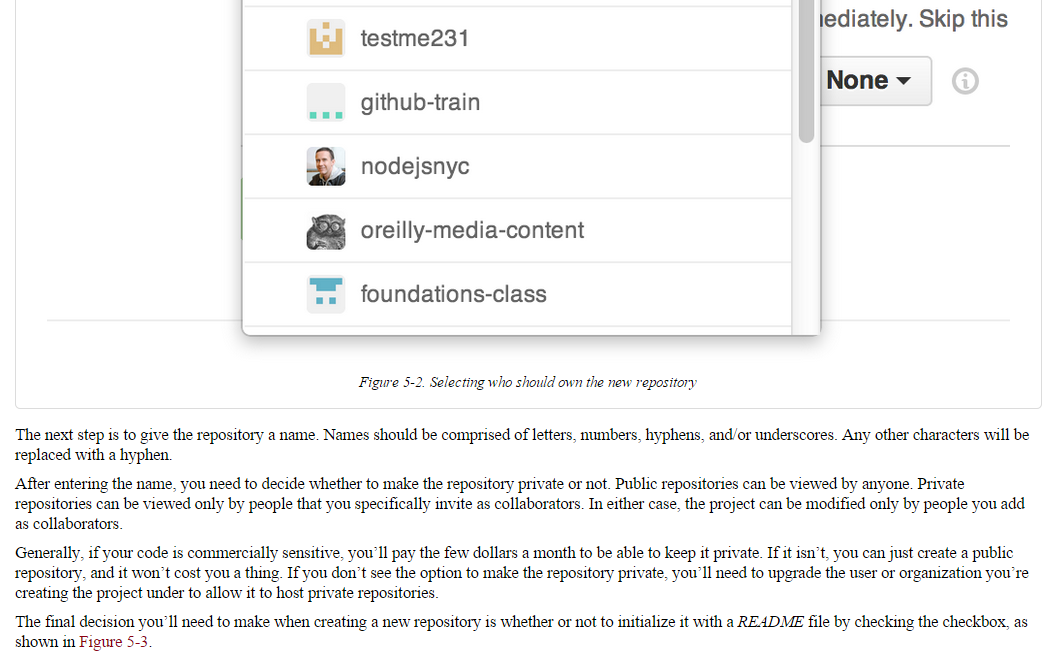 testme231
mediately. Skip this
None
github-train
nodejsnyc
oreilly-media-content
foundations-class
Figure 5-2. Selecting who should own the new repository
The next step is to give the repository a name. Names should be comprised of letters, numbers, hyphens, and/or underscores. Any other characters will be
replaced with a hyphen.
After entering the name, you need to decide whether to make the repository private or not. Public repositories can be viewed by anyone. Private
repositories can be viewed only by people that you specifically invite as collaborators. In either case, the project can be modified only by people you add
as collaborators.
Generally, if your code is commercially sensitive, you’ll pay the few dollars a month to be able to keep it private. If it isn’t, you can just create a public
repository, and it won’t cost you a thing. If you don’t see the option to make the repository private, you’ll need to upgrade the user or organization you’re
creating the project under to allow it to host private repositories.
The final decision you’ll need to make when creating a new repository is whether or not to initialize it with a README file by checking the checkbox, as
shown in Figure 5-3.